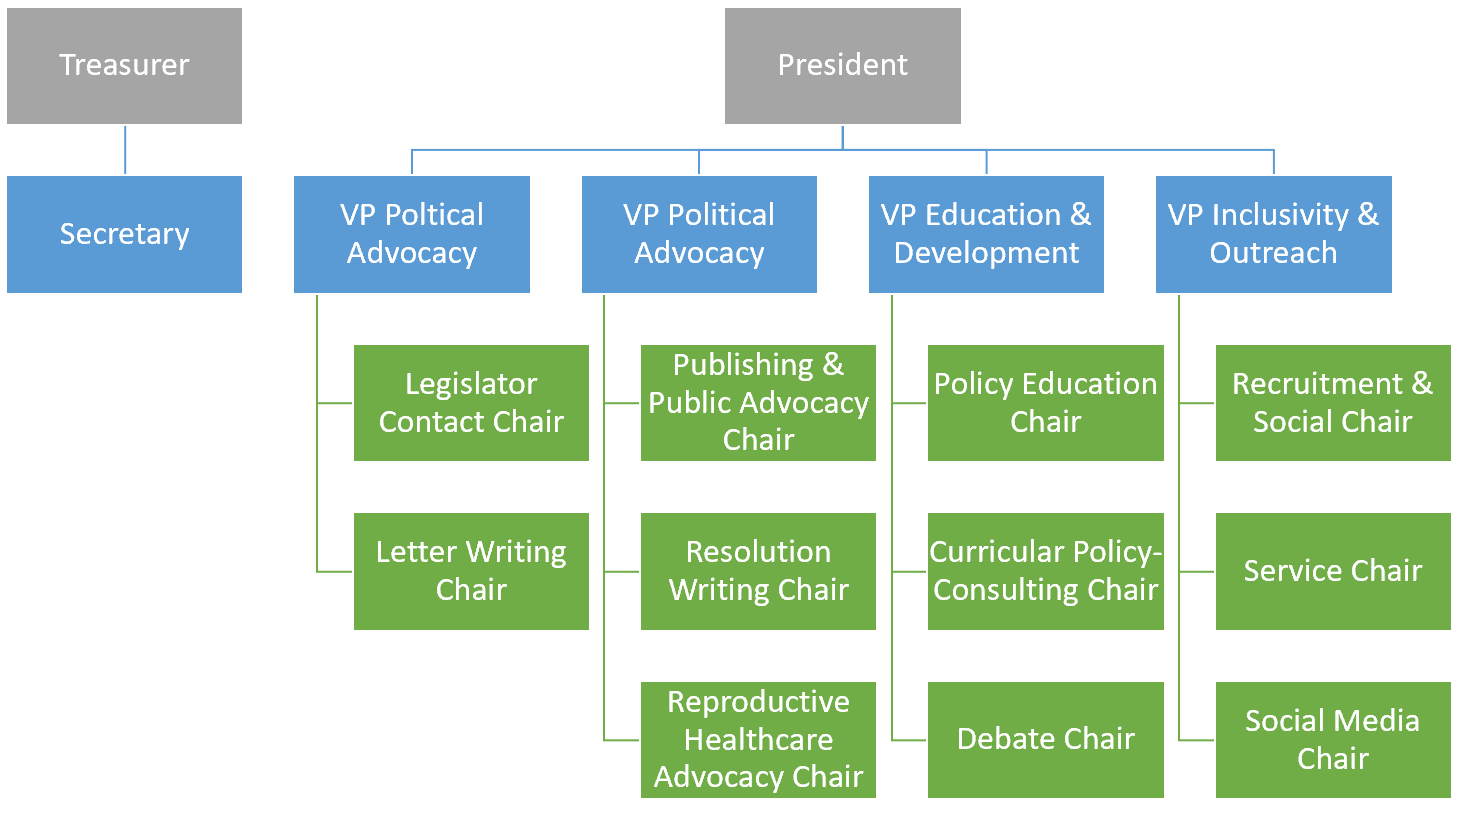 Treasurer
President
Secretary
VP Poltical
Advocacy
VP Political
Advocacy
VP Education &
Development
VP Inclusivity &
Outreach
Legislator
Contact Chair
Publishing &
Public Advocacy
Chair
Policy Education
Chair
Recruitment &
Social Chair
Letter Writing
Chair
Resolution
Writing Chair
Curricular Policy-
Consulting Chair
Service Chair
Reproductive
Healthcare
Advocacy Chair
Debate Chair
Social Media
Chair